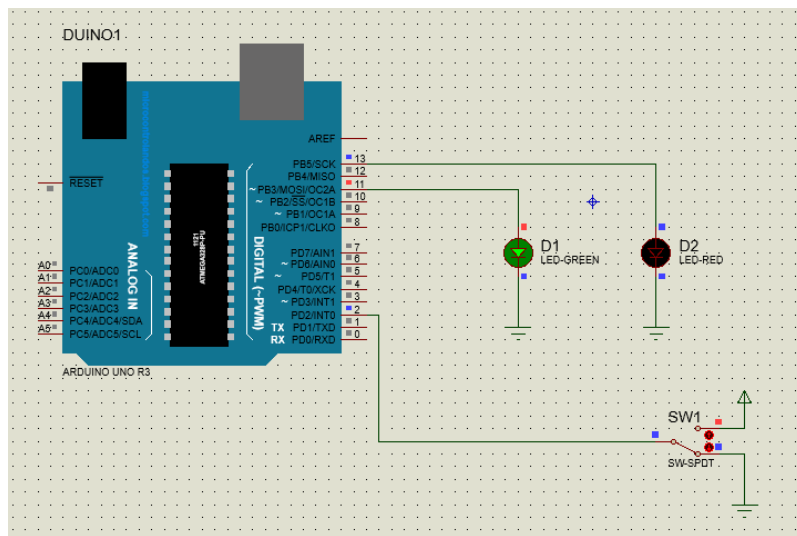 DUINO1
AREF
RESET
PB5/SCK 13
PB4/MISO 12
~PB3/MOSI/OC2A 11
~ PB2/SS/OC1B 10
~ PB1/OC1A 9
PB0/ICP1/CLKO 8
PD7/AIN1 7
~ PD6/AIN0 6
~ PD5/T1 5
PD4/T0/XCK 4
~ PD3/INT1 3
PD2/INT0 2
TX PD1/TXD 1
RX PD0/RXD 0
A0 PC0/ADC0
A1 PC1/ADC1
A2 PC2/ADC2
A3 PC3/ADC3
A4 PC4/ADC4/SDA
A5 PC5/ADC5/SCL
ANALOG IN
1121
ATMEGA328P-PU
DIGITAL (~PWM)
ARDUINO UNO R3
D1
LED-GREEN
D2
LED-RED
SW1
SW-SPDT